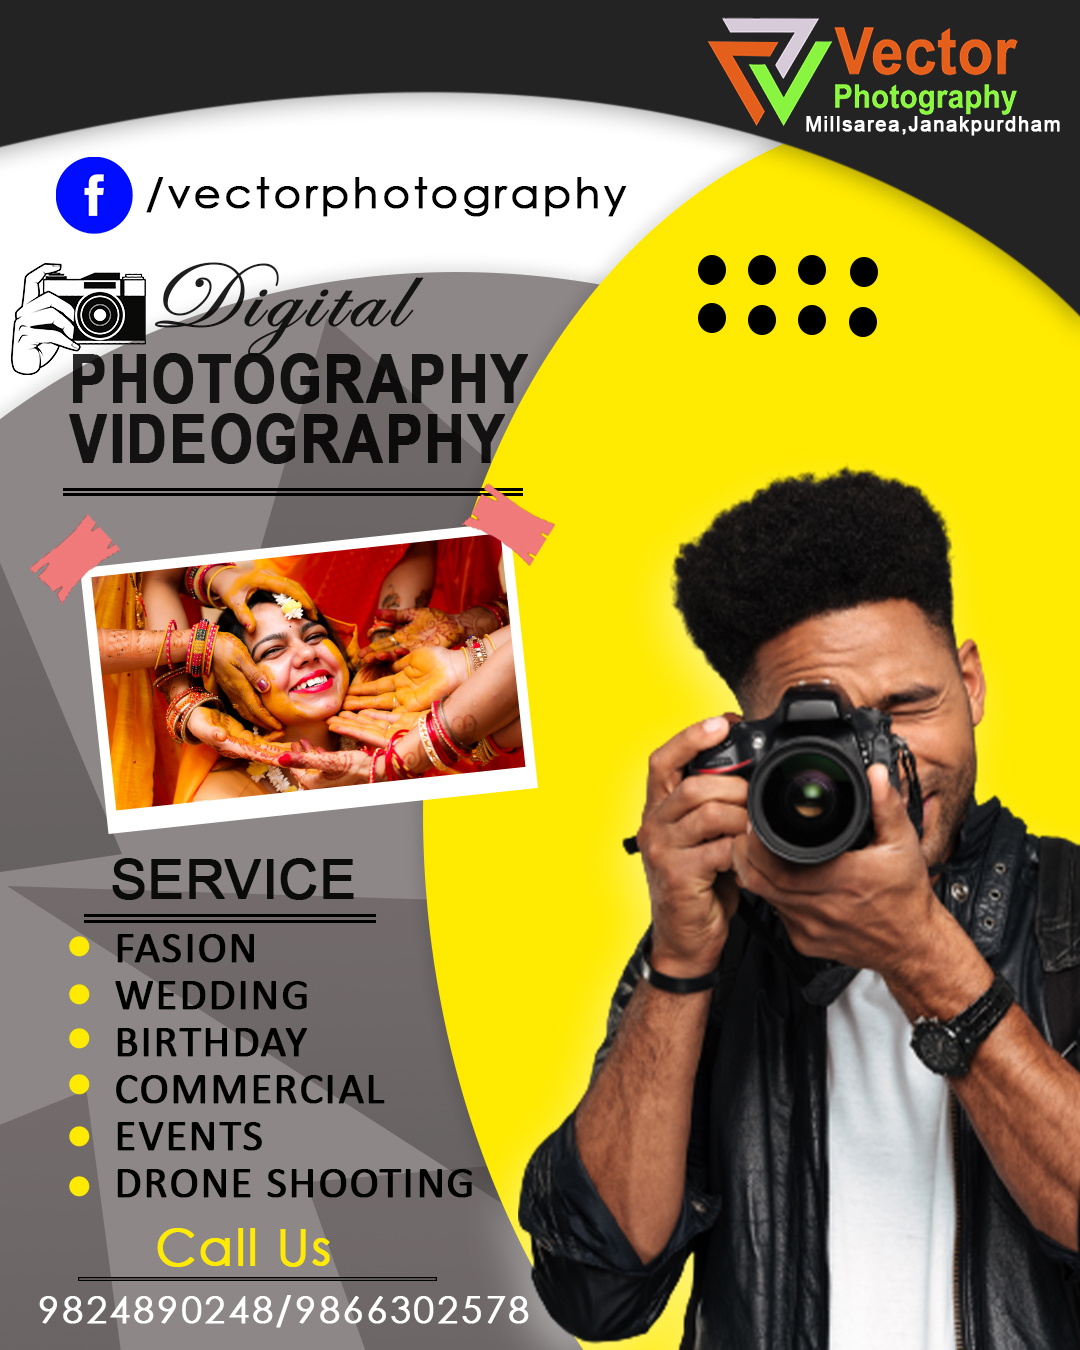 Vector
Photography
Millsarea,Janakpurdham
f /vectorphotography
Digital
PHOTOGRAPHY
VIDEOGRAPHY
SERVICE
FASION
WEDDING
BIRTHDAY
COMMERCIAL
EVENTS
DRONE SHOOTING
Call Us
9824890248/9866302578